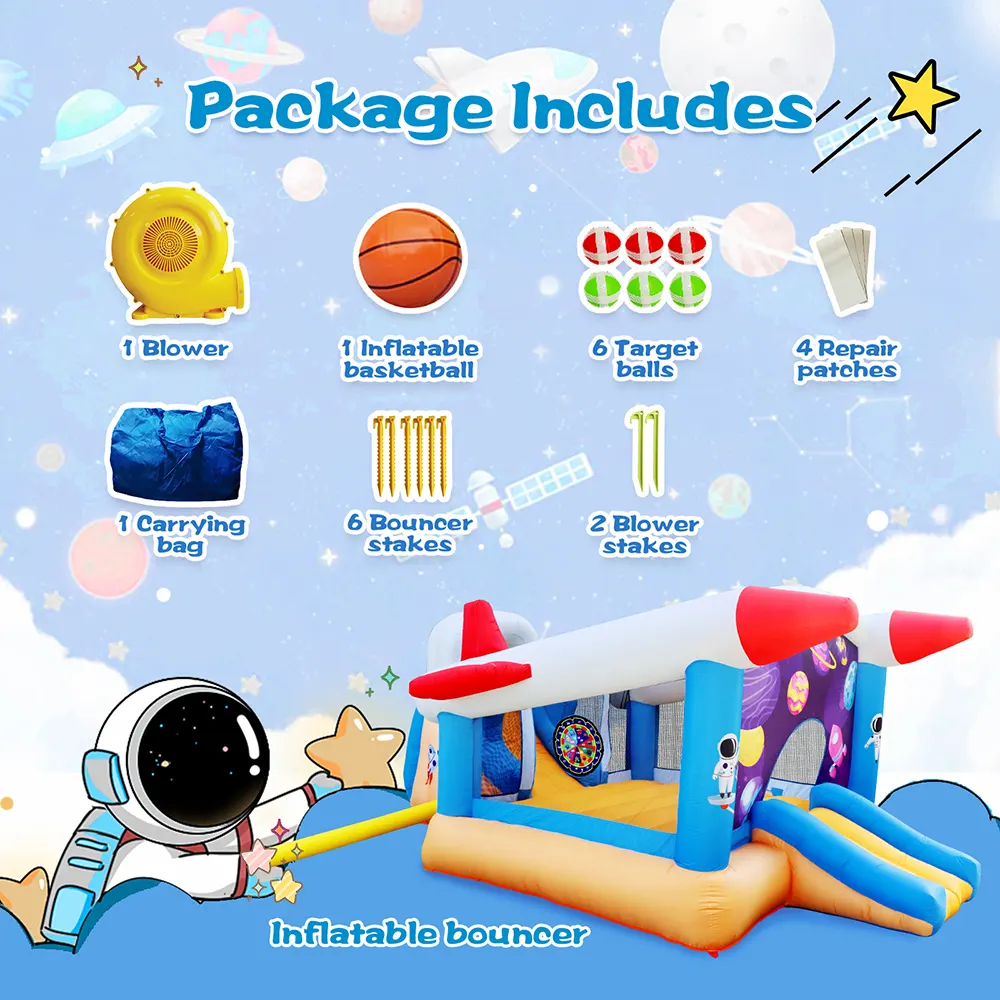 Package Includes
1 Blower
1 Inflatable
basketball
6 Target
balls
4 Repair
patches
1 Carrying
bag
6 Bouncer
stakes
2 Blower
stakes
Inflatable bouncer